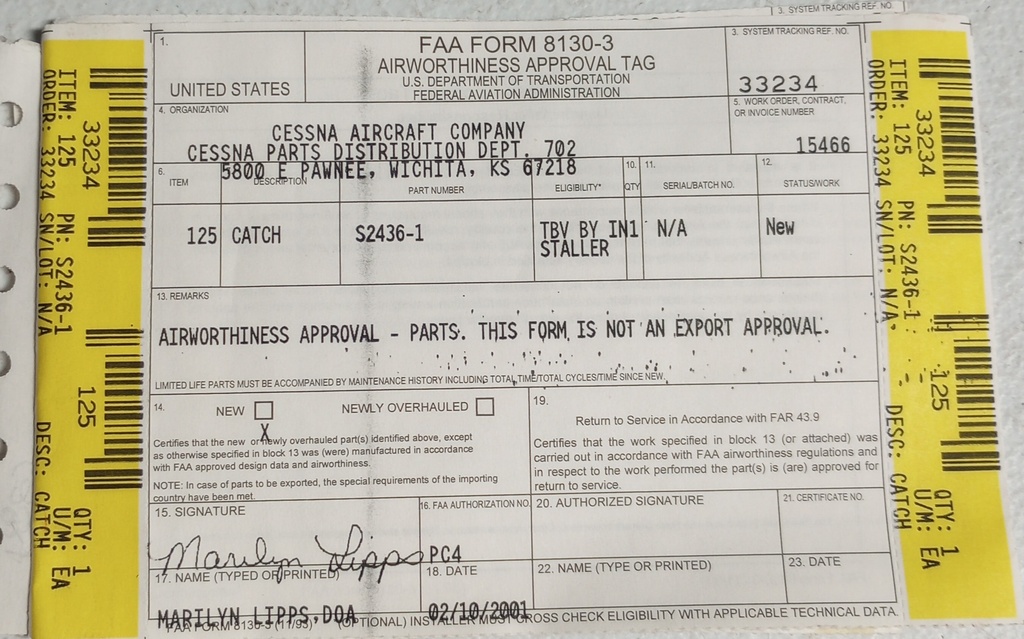 3. SYSTEM TRACKING REF. NO.
1.
UNITED STATES
FAA FORM 8130-3
AIRWORTHINESS APPROVAL TAG
U.S. DEPARTMENT OF TRANSPORTATION
FEDERAL AVIATION ADMINISTRATION
3. SYSTEM TRACKING REF. NO.
33234
4. ORGANIZATION
CESSNA AIRCRAFT COMPANY
CESSNA PARTS DISTRIBUTION DEPT. 702
5800 E PAWNEE, WICHITA, KS 67218
5. WORK ORDER, CONTRACT,
OR INVOICE NUMBER
15466
6. ITEM
DESCRIPTION
PART NUMBER
ELIGIBILITY*
10. QTY
11. SERIAL/BATCH NO.
12. STATUS/WORK
125 CATCH S2436-1 TBV BY IN1 N/A New
STALLER
13. REMARKS
AIRWORTHINESS APPROVAL - PARTS. THIS FORM IS NOT AN EXPORT APPROVAL.
LIMITED LIFE PARTS MUST BE ACCOMPANIED BY MAINTENANCE HISTORY INCLUDING TOTAL TIME/TOTAL CYCLES/TIME SINCE NEW.
14. NEW NEWLY OVERHAULED
X
Certifies that the new or newly overhauled part(s) identified above, except
as otherwise specified in block 13 was (were) manufactured in accordance
with FAA approved design data and airworthiness.
NOTE: In case of parts to be exported, the special requirements of the importing
country have been met.
19.
Return to Service in Accordance with FAR 43.9
Certifies that the work specified in block 13 (or attached) was
carried out in accordance with FAA airworthiness regulations and
in respect to the work performed the part(s) is (are) approved for
return to service.
15. SIGNATURE
Marilyn Lipps
16. FAA AUTHORIZATION NO.
PC4
20. AUTHORIZED SIGNATURE
21. CERTIFICATE NO.
17. NAME (TYPED OR PRINTED)
MARILYN LIPPS,DOA
18. DATE
02/10/2001
22. NAME (TYPE OR PRINTED)
23. DATE
FAA FORM 8130-3 (11/93) (OPTIONAL) INSTALLER MUST CROSS CHECK ELIGIBILITY WITH APPLICABLE TECHNICAL DATA.
33234 125
ITEM: 125 PN: S2436-1 QTY: 1
ORDER: 33234 SN/LOT: N/A DESC: CATCH U/M: EA
33234 125
ITEM: 125 PN: S2436-1 QTY: 1
ORDER: 33234 SN/LOT: N/A DESC: CATCH U/M: EA